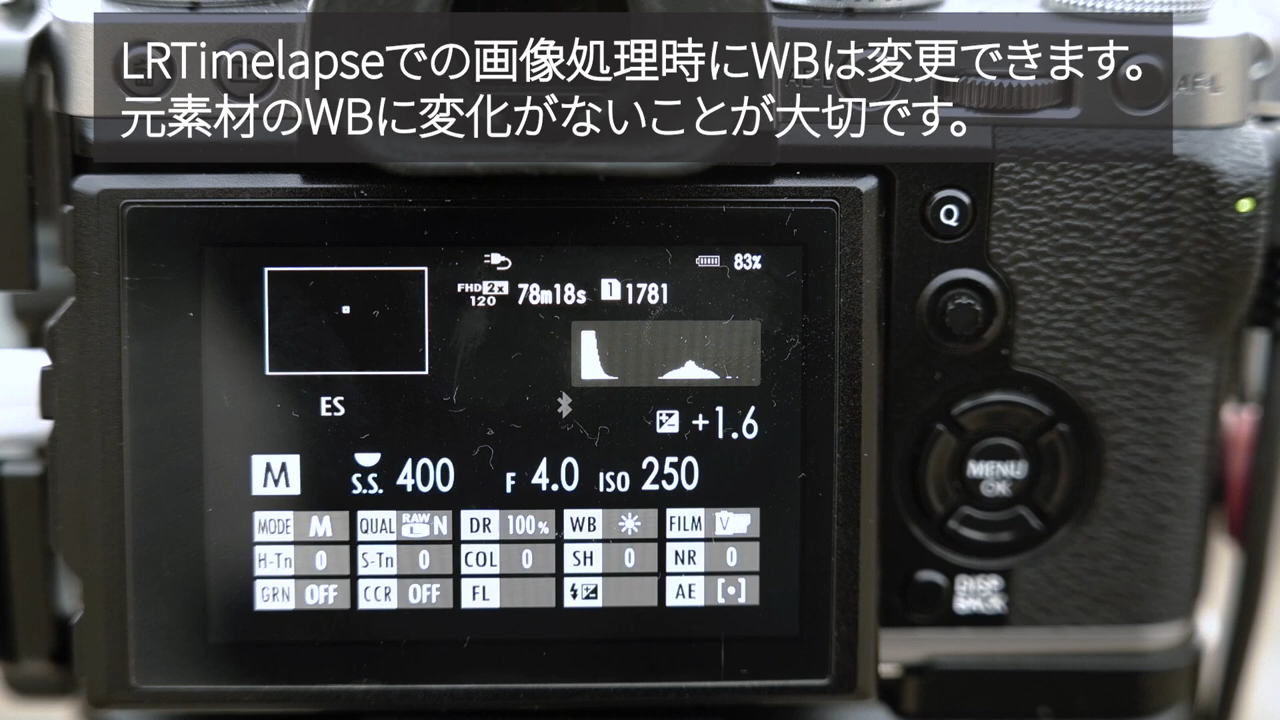 LRTimelapseでの画像処理時にWBは変更できます。
元素材のWBに変化がないことが大切です。
AF-L
Q
83%
FHD 2x 120 78m18s 1 1781
ES
+1.6
M S.S. 400 F 4.0 ISO 250
MODE M QUAL RAW L N DR 100% WB FILM V
H-Tn 0 S-Tn 0 COL 0 SH 0 NR 0
GRN OFF CCR OFF FL AE
MENU
OK
DISP
BACK